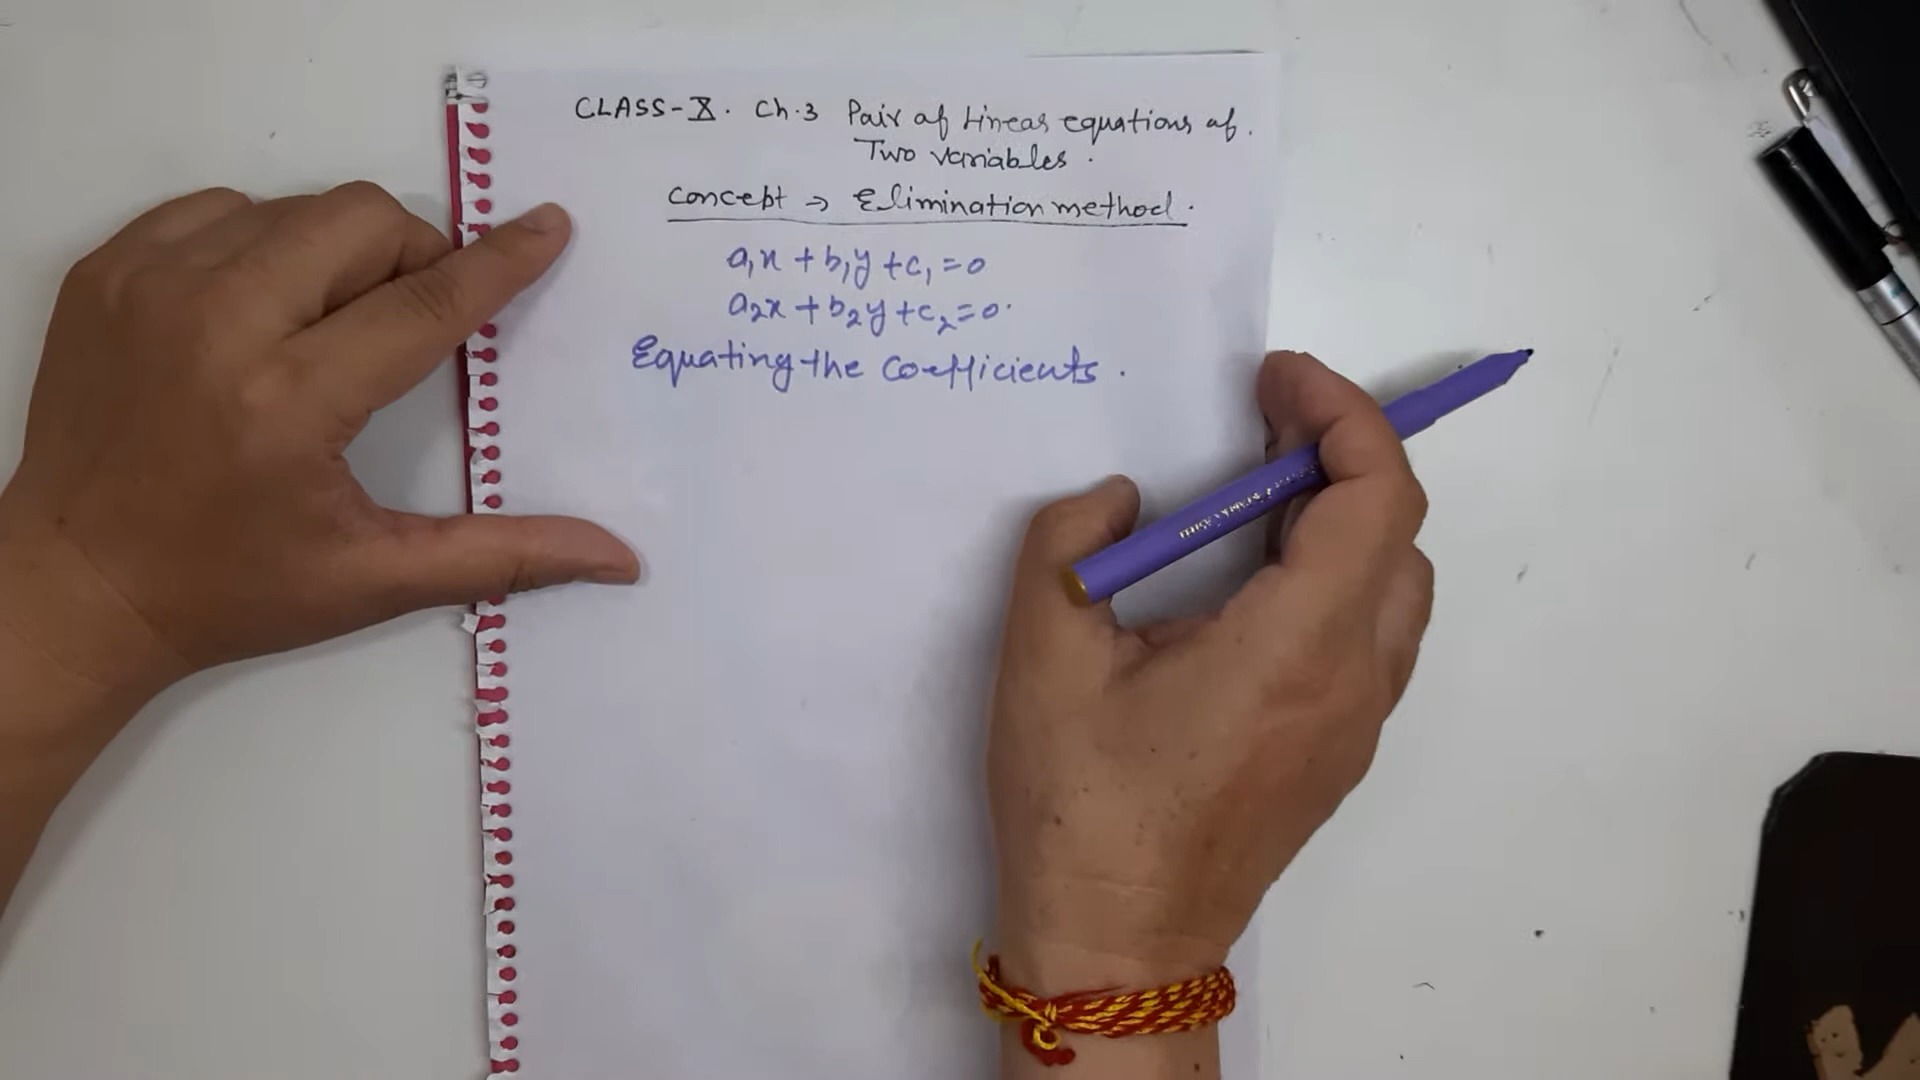 CLASS-X. Ch.3 Pair of Linear equations of.
Two variables.
Concept → Elimination method.
a₁x + b₁y + c₁ = 0
a₂x + b₂y + c₂ = 0.
Equating the Coefficients.